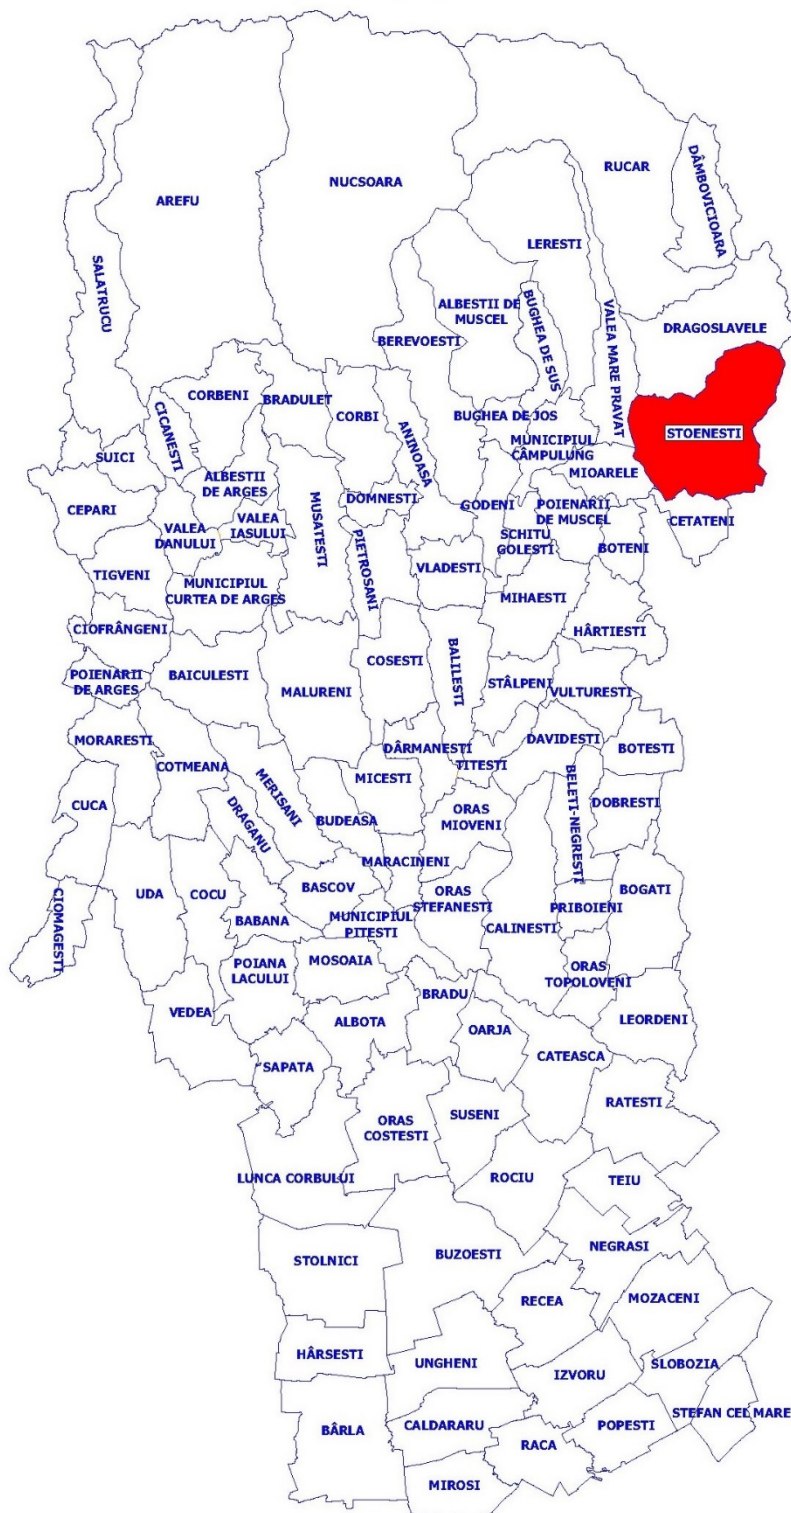 RUCAR
DÂMBOVICIOARA
NUCSOARA
AREFU
SALATRUCU
LERESTI
ALBESTII DE
MUSCEL
BUGHEA DE SUS
VALEA MARE PRAVAT
DRAGOSLAVELE
BEREVOESTI
CORBENI
BRADULET
CORBI
ANINOASA
CICANESTI
BUGHEA DE JOS
STOENESTI
MUNICIPIUL
CÂMPULUNG
SUICI
MIOARELE
ALBESTII
DE ARGES
MUSATESTI
DOMNESTI
CEPARI
GODENI
POIENARII
DE MUSCEL
VALEA
IASULUI
CETATENI
VALEA
DANULUI
PIETROSANI
SCHITU
GOLESTI
BOTENI
VLADESTI
TIGVENI
MUNICIPIUL
CURTEA DE ARGES
MIHAESTI
CIOFRÂNGENI
HÂRTIESTI
COSESTI
BALILESTI
POIENARII
DE ARGES
BAICULESTI
MALURENI
STÂLPENI
VULTURESTI
MORARESTI
DÂRMANESTI
DAVIDESTI
BOTESTI
COTMEANA
TITESTI
MERISANI
MICESTI
CUCA
DRAGANU
BELETI-NEGRESTI
DOBRESTI
BUDEASA
ORAS
MIOVENI
MARACINENI
UDA
COCU
BASCOV
ORAS
STEFANESTI
BOGATI
CIOMAGESTI
BABANA
MUNICIPIUL
PITESTI
CALINESTI
PRIBOIENI
POIANA
LACULUI
MOSOAIA
ORAS
TOPOLOVENI
BRADU
VEDEA
ALBOTA
OARJA
LEORDENI
SAPATA
CATEASCA
ORAS
COSTESTI
SUSENI
RATESTI
LUNCA CORBULUI
ROCIU
TEIU
STOLNICI
BUZOESTI
NEGRASI
RECEA
MOZACENI
HÂRSESTI
UNGHENI
IZVORU
SLOBOZIA
STEFAN CEL MARE
BÂRLA
CALDARARU
RACA
POPESTI
MIROSI